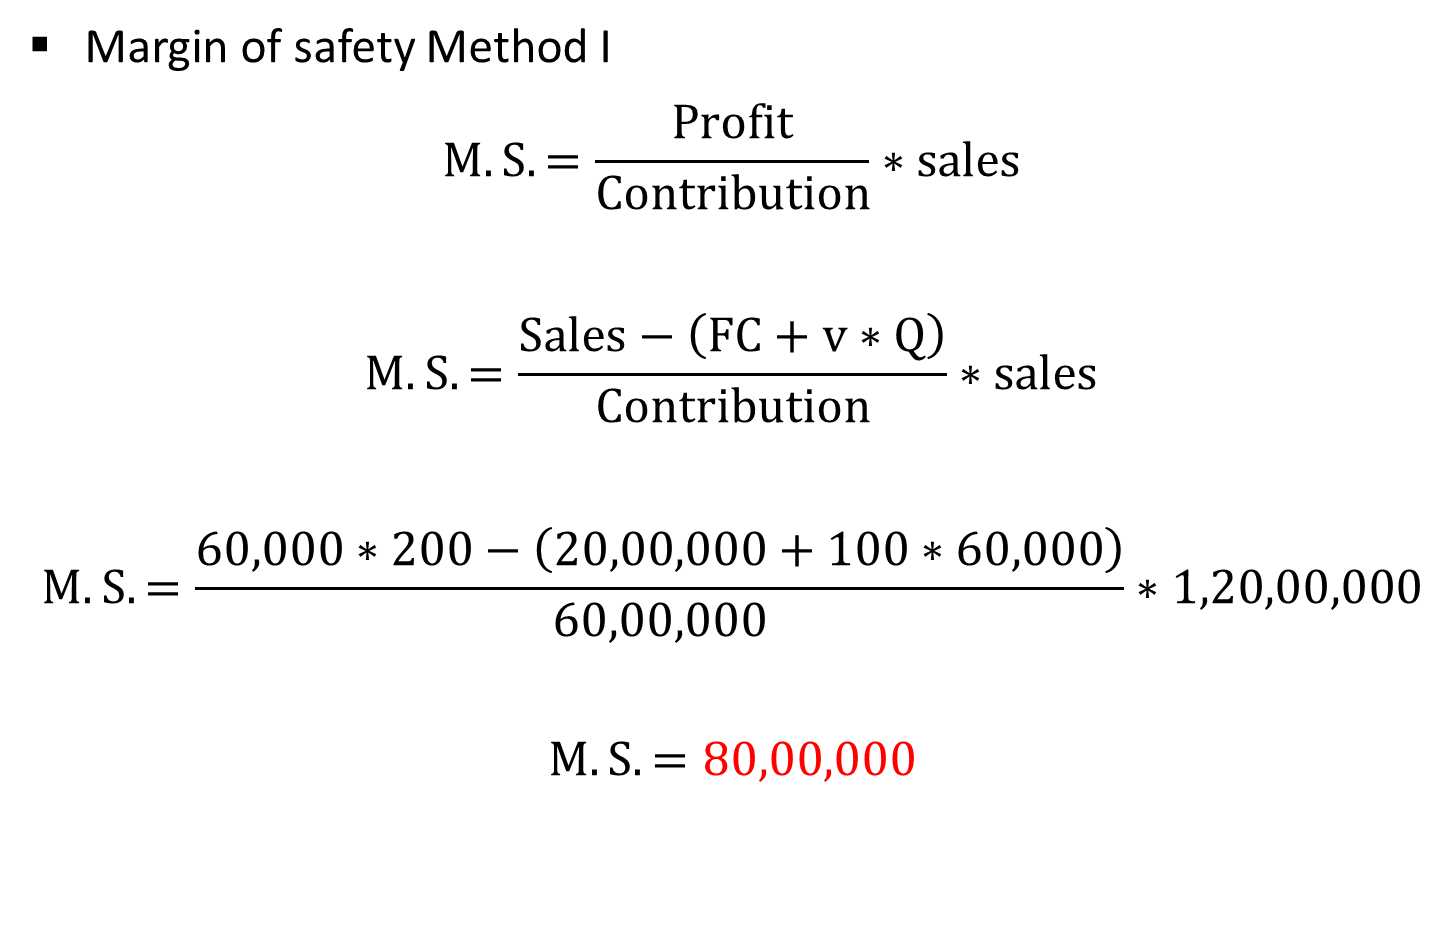 ▪ Margin of safety Method I
M. S. = Profit / Contribution ∗ sales
M. S. = Sales − (FC + v ∗ Q) / Contribution ∗ sales
M. S. = 60,000 ∗ 200 − (20,00,000 + 100 ∗ 60,000) / 60,00,000 ∗ 1,20,00,000
M. S. = 80,00,000